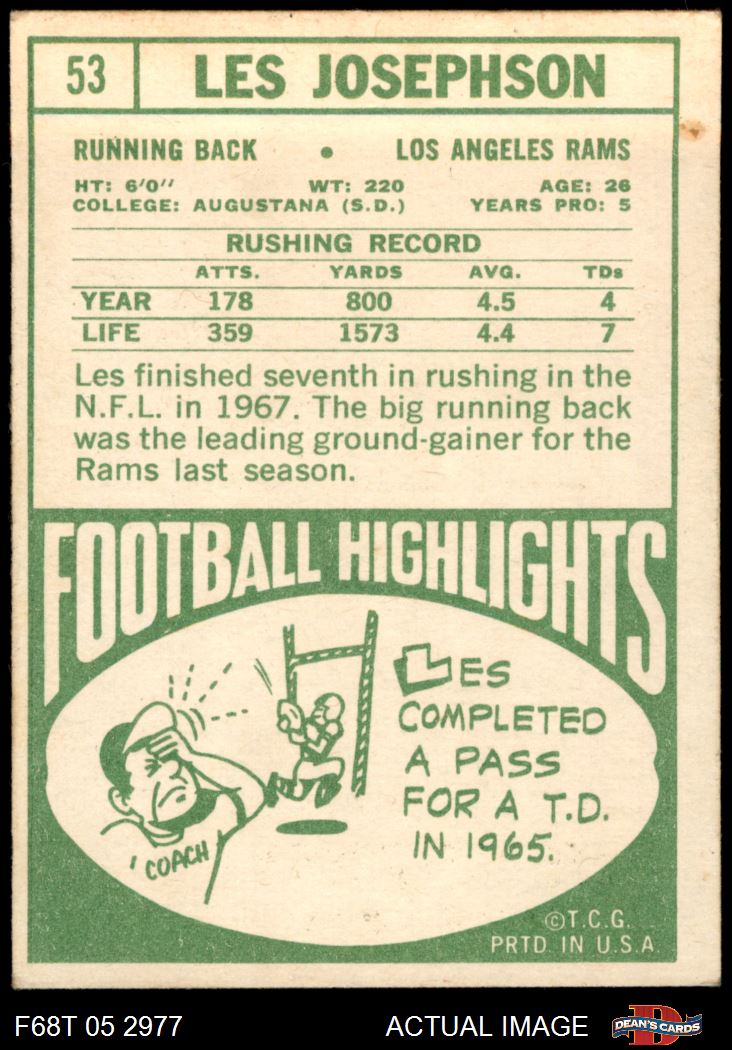 53 LES JOSEPHSON
RUNNING BACK • LOS ANGELES RAMS
HT: 6'0" WT: 220 AGE: 26
COLLEGE: AUGUSTANA (S.D.) YEARS PRO: 5
RUSHING RECORD
ATTS. YARDS AVG. TDs
YEAR 178 800 4.5 4
LIFE 359 1573 4.4 7
Les finished seventh in rushing in the
N.F.L. in 1967. The big running back
was the leading ground-gainer for the
Rams last season.
FOOTBALL HIGHLIGHTS
LES
COMPLETED
A PASS
FOR A T.D.
IN 1965.
COACH
©T.C.G.
PRTD IN U.S.A.
F68T 05 2977 ACTUAL IMAGE D DEAN'S CARDS